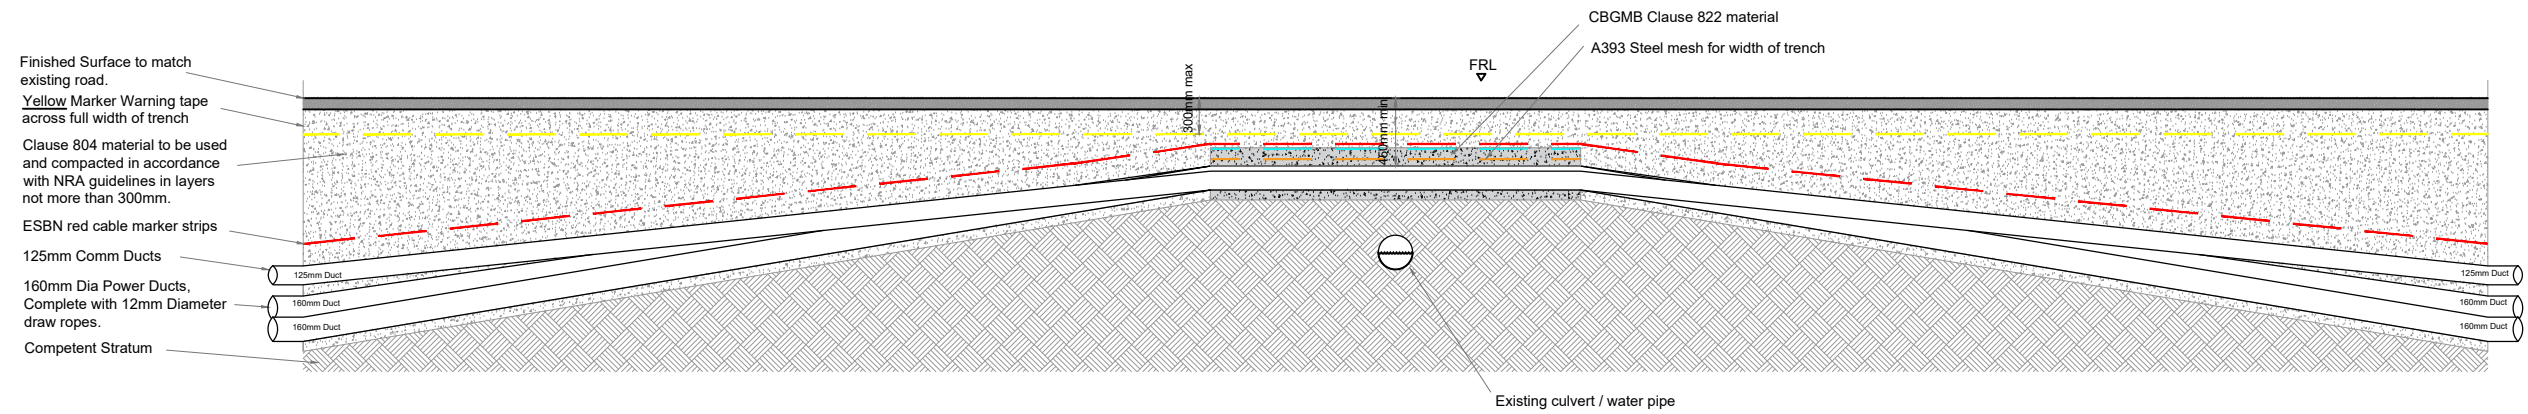 CBGMB Clause 822 material
A393 Steel mesh for width of trench
FRL
Finished Surface to match
existing road.
Yellow Marker Warning tape
across full width of trench
Clause 804 material to be used
and compacted in accordance
with NRA guidelines in layers
not more than 300mm.
ESBN red cable marker strips
125mm Comm Ducts
160mm Dia Power Ducts,
Complete with 12mm Diameter
draw ropes.
Competent Stratum
300mm max
460mm min
125mm Duct
160mm Duct
160mm Duct
125mm Duct
160mm Duct
160mm Duct
Existing culvert / water pipe